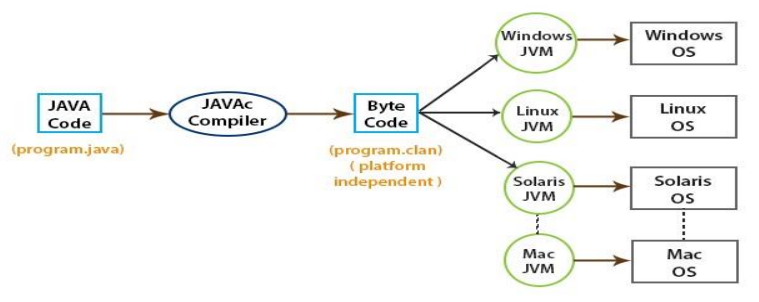 JAVA
Code
(program.java)
JAVAc
Compiler
Byte
Code
(program.clan)
( platform
independent )
Windows
JVM
Windows
OS
Linux
JVM
Linux
OS
Solaris
JVM
Solaris
OS
Mac
JVM
Mac
OS